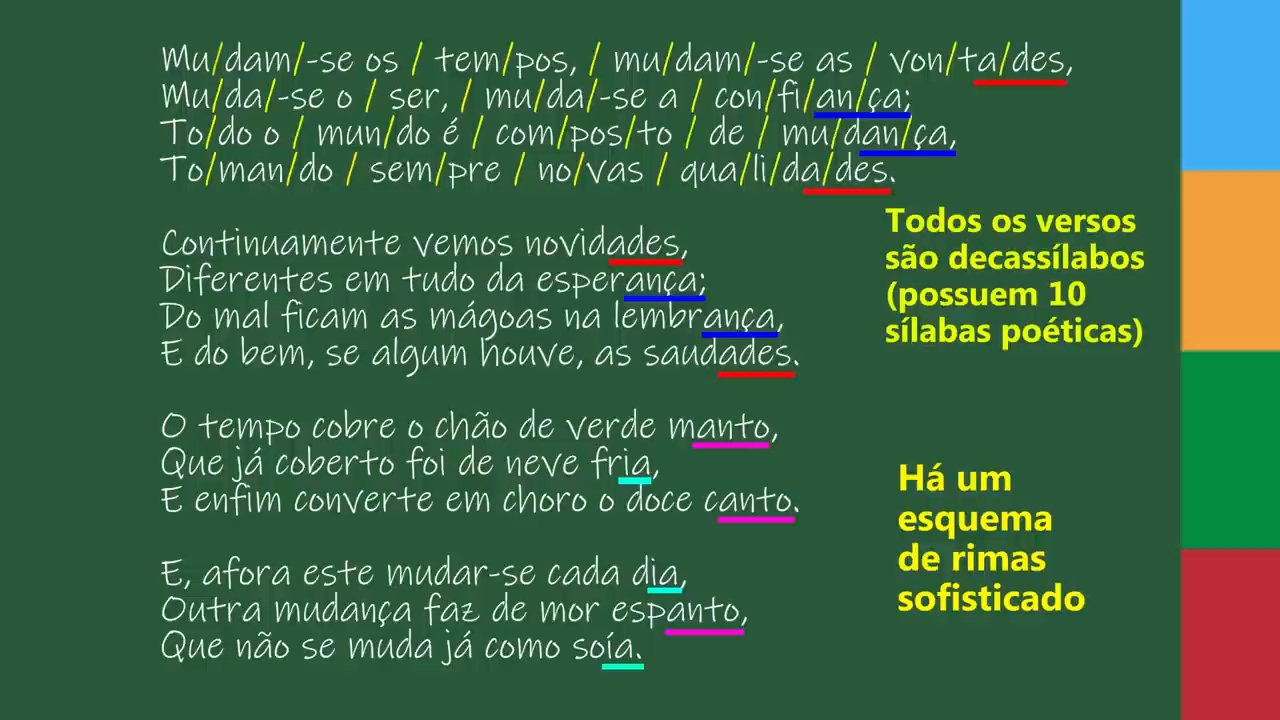 Mu/dam/-se os / tem/pos, / mu/dam/-se as / von/ta/des,
Mu/da/-se o / ser, / mu/da/-se a / con/fi/an/ça;
To/do o / mun/do é / com/pos/to / de / mu/dan/ça,
To/man/do / sem/pre / no/vas / qua/li/da/des.
Continuamente vemos novidades,
Diferentes em tudo da esperança;
Do mal ficam as mágoas na lembrança,
E do bem, se algum houve, as saudades.
O tempo cobre o chão de verde manto,
Que já coberto foi de neve fria,
E enfim converte em choro o doce canto.
E, afora este mudar-se cada dia,
Outra mudança faz de mor espanto,
Que não se muda já como soía.
Todos os versos
são decassílabos
(possuem 10
sílabas poéticas)
Há um
esquema
de rimas
sofisticado